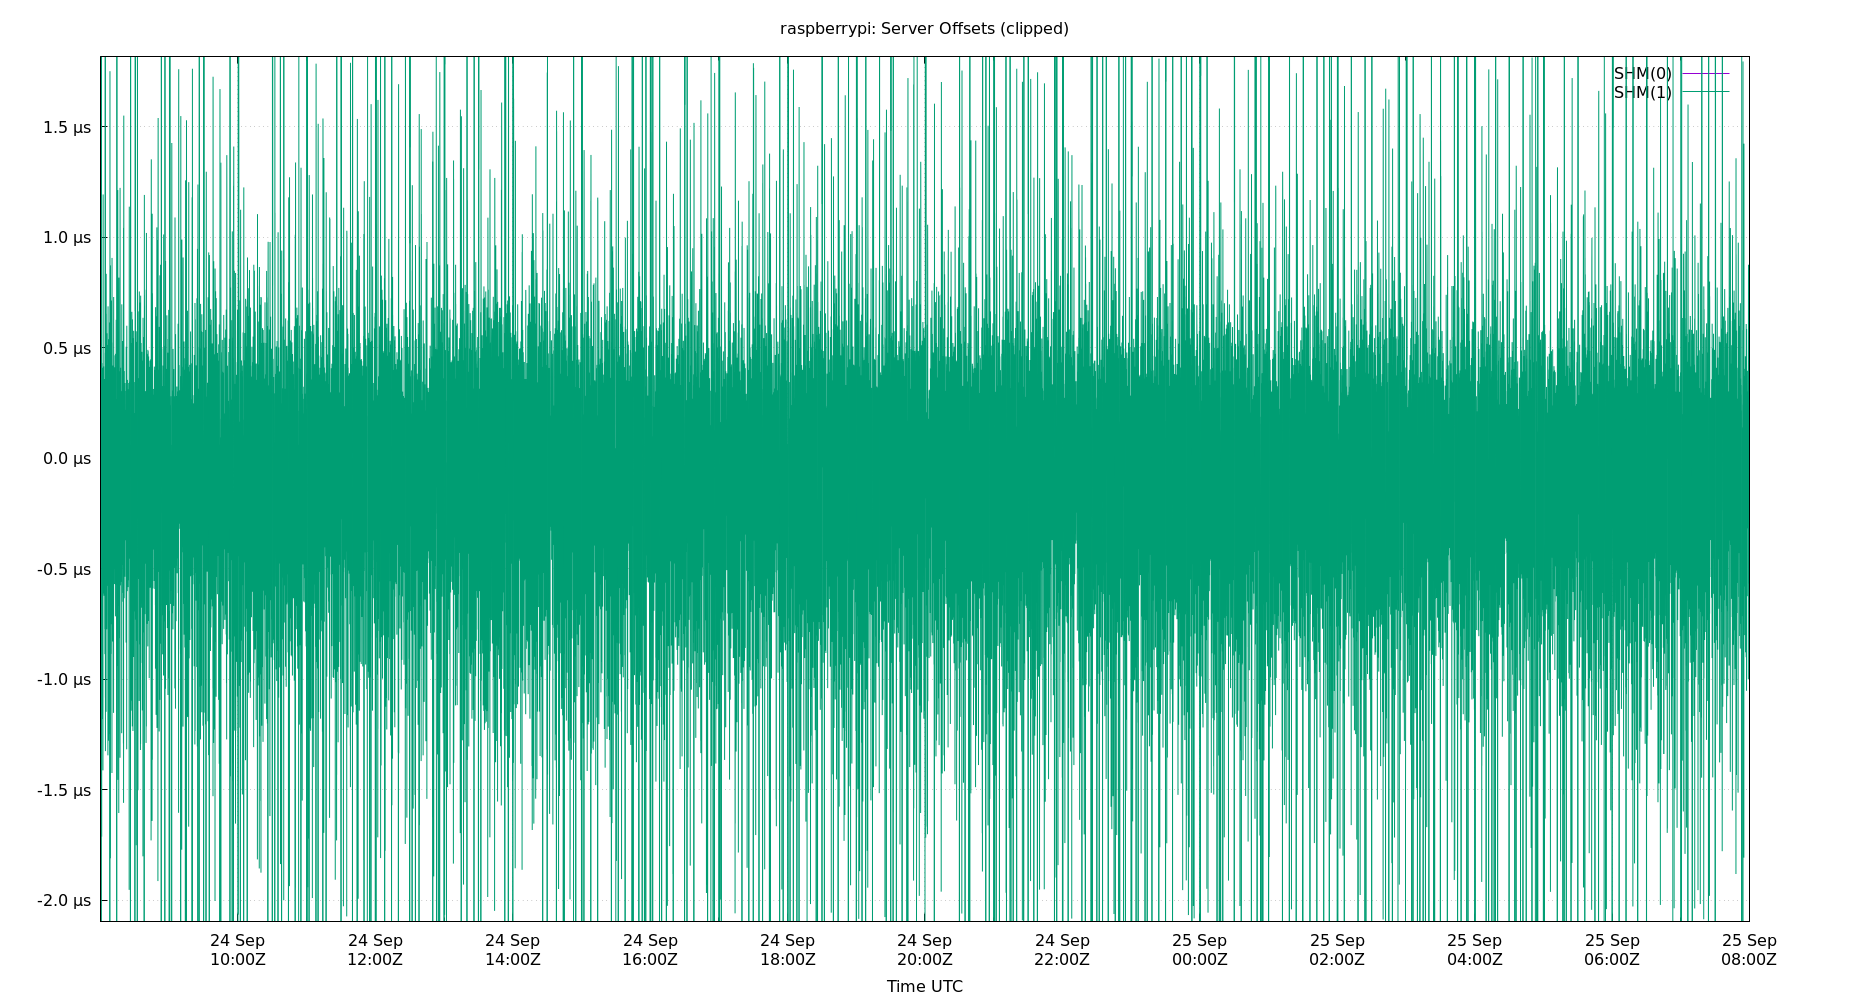 raspberrypi: Server Offsets (clipped)
SHM(0)
SHM(1)
1.5 µs
1.0 µs
0.5 µs
0.0 µs
-0.5 µs
-1.0 µs
-1.5 µs
-2.0 µs
24 Sep 24 Sep 24 Sep 24 Sep 24 Sep 24 Sep 24 Sep 25 Sep 25 Sep 25 Sep 25 Sep 25 Sep
10:00Z 12:00Z 14:00Z 16:00Z 18:00Z 20:00Z 22:00Z 00:00Z 02:00Z 04:00Z 06:00Z 08:00Z
Time UTC